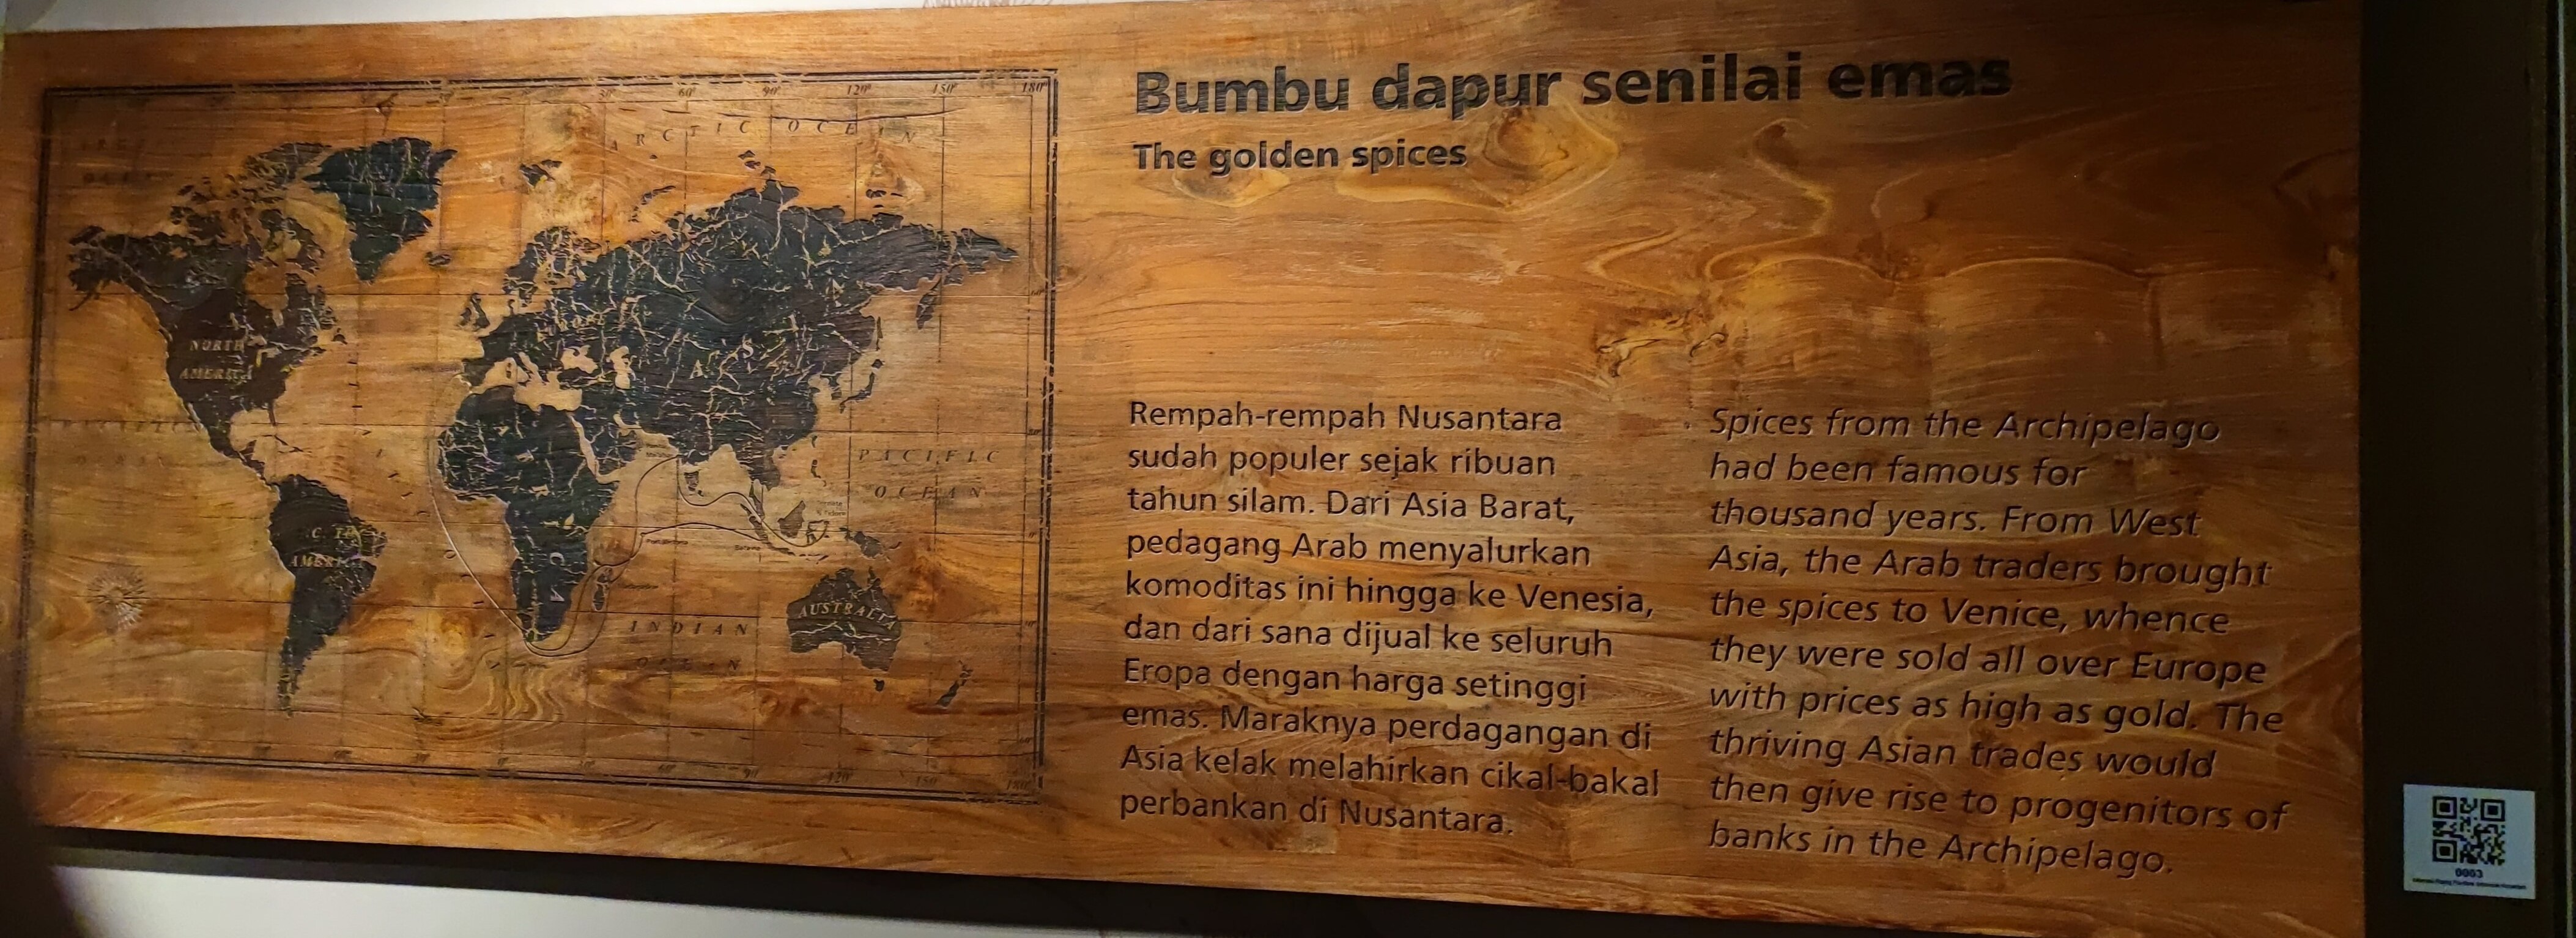 Bumbu dapur senilai emas
The golden spices
Rempah-rempah Nusantara
sudah populer sejak ribuan
tahun silam. Dari Asia Barat,
pedagang Arab menyalurkan
komoditas ini hingga ke Venesia,
dan dari sana dijual ke seluruh
Eropa dengan harga setinggi
emas. Maraknya perdagangan di
Asia kelak melahirkan cikal-bakal
perbankan di Nusantara.
Spices from the Archipelago
had been famous for
thousand years. From West
Asia, the Arab traders brought
the spices to Venice, whence
they were sold all over Europe
with prices as high as gold. The
thriving Asian trades would
then give rise to progenitors of
banks in the Archipelago.
60° 90° 120° 150° 180°
ARCTIC OCEAN
NORTH
AMERICA
PACIFIC
OCEAN
AMERICA
AUSTRALIA
INDIAN
OCEAN
120° 150° 180°
0003